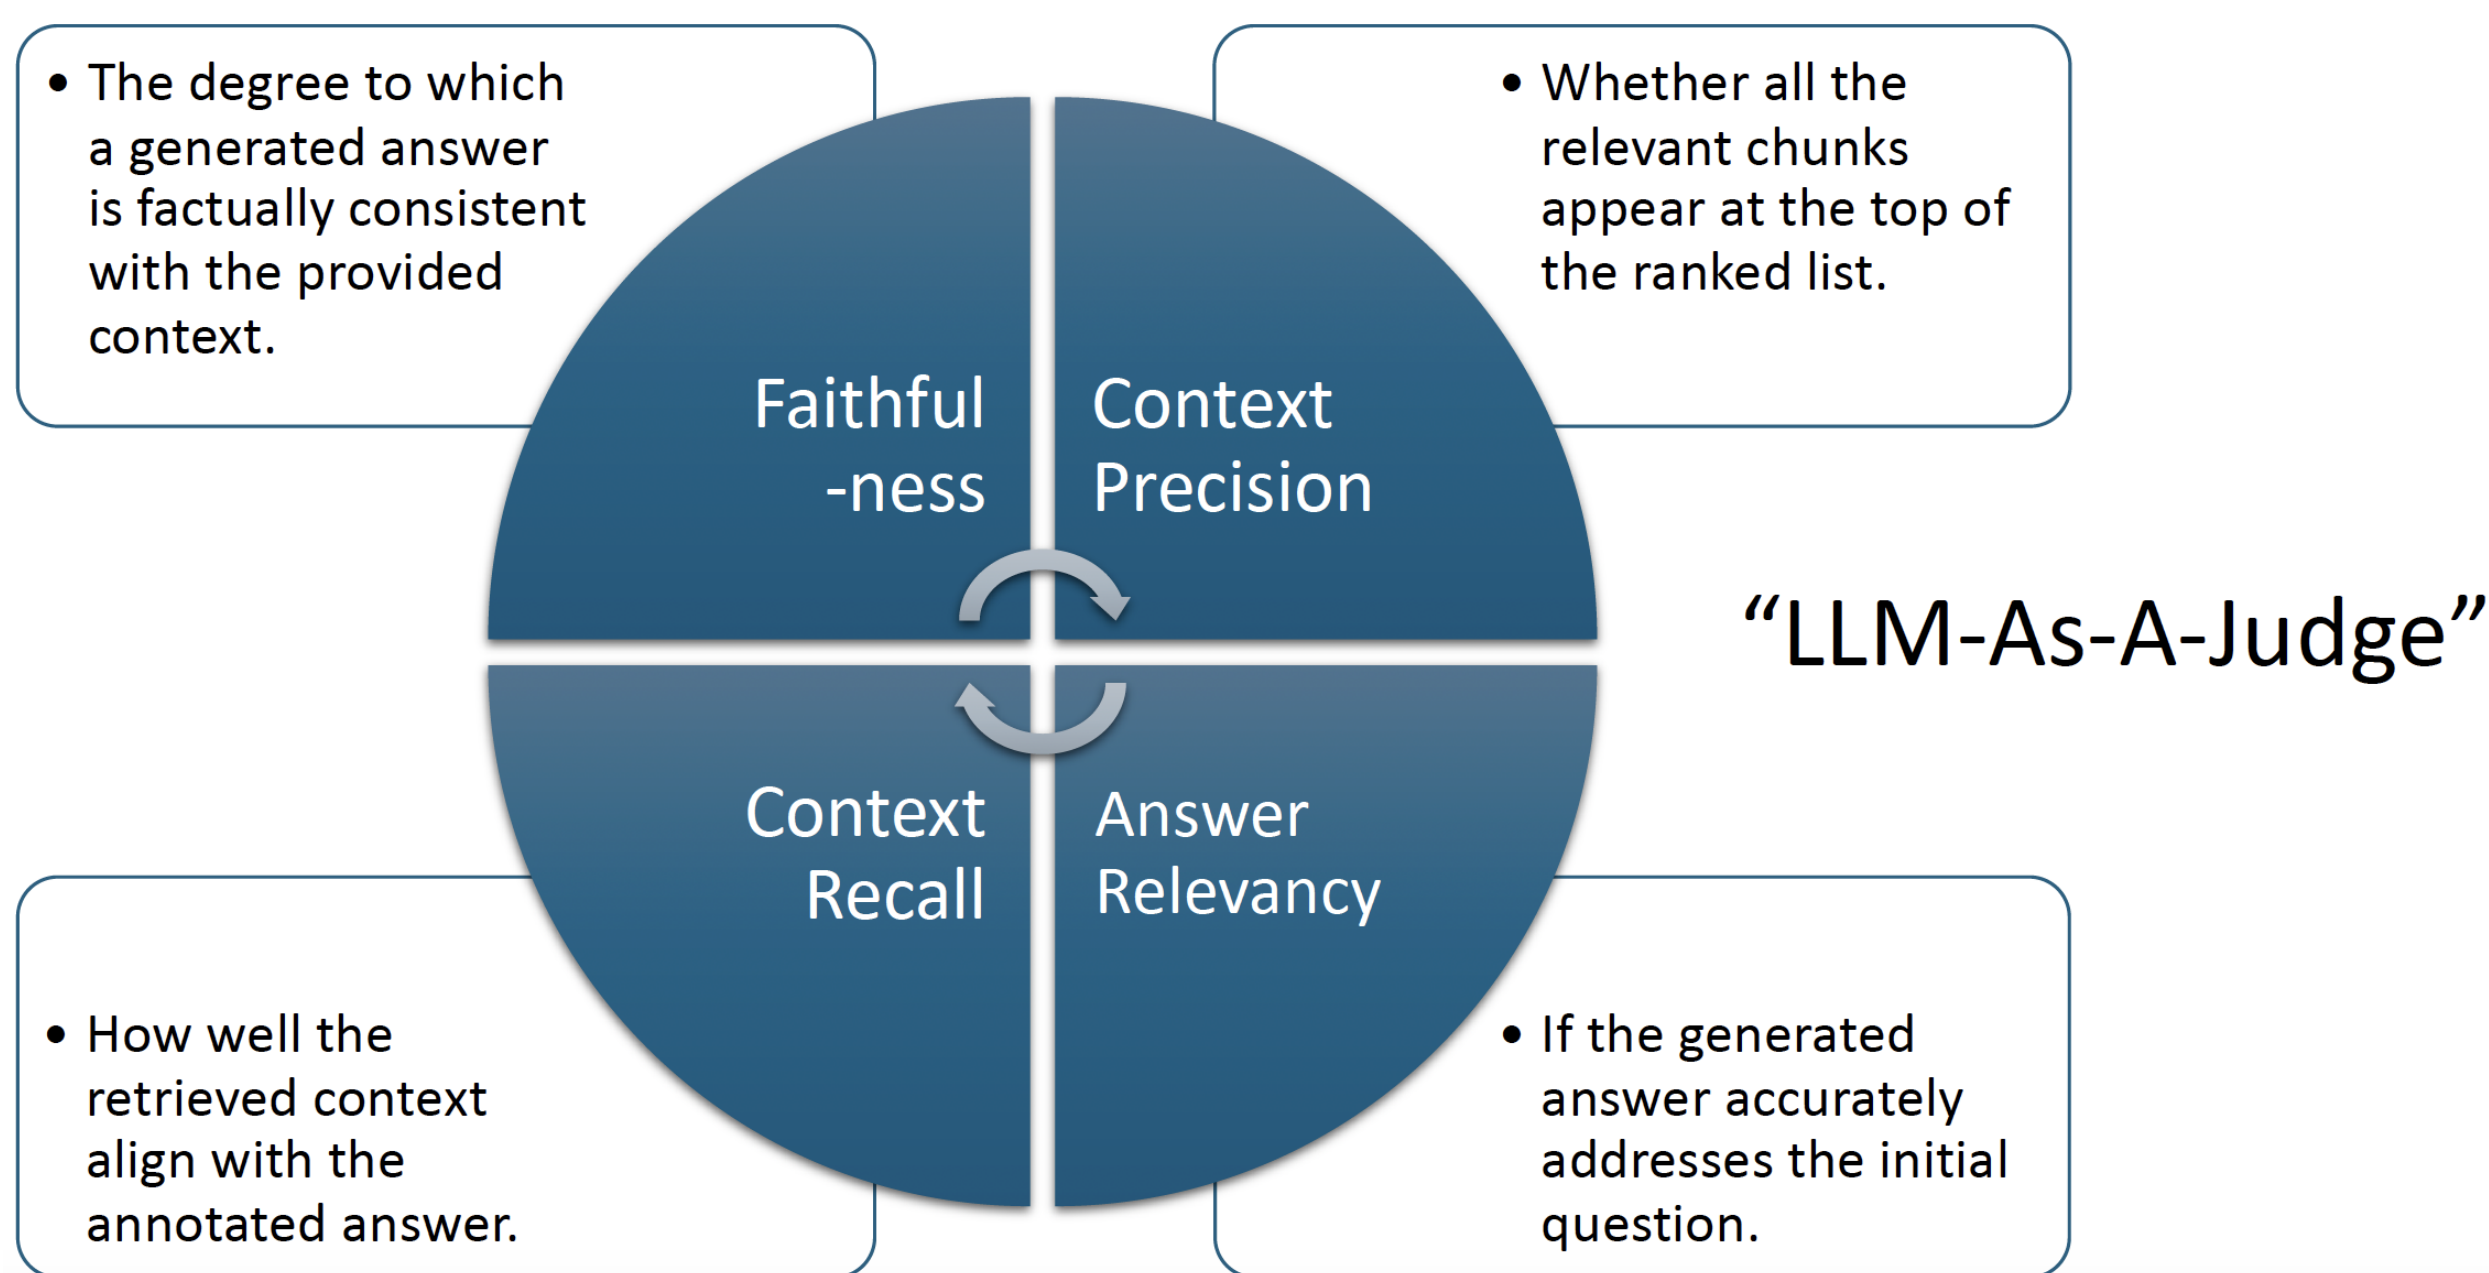 • The degree to which
a generated answer
is factually consistent
with the provided
context.
• Whether all the
relevant chunks
appear at the top of
the ranked list.
Faithful
-ness
Context
Precision
“LLM-As-A-Judge”
Context
Recall
Answer
Relevancy
• How well the
retrieved context
align with the
annotated answer.
• If the generated
answer accurately
addresses the initial
question.